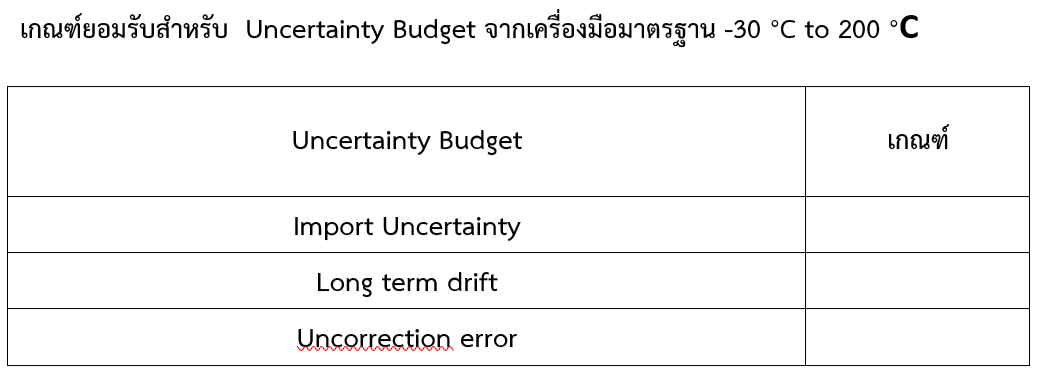 เกณฑ์ยอมรับสำหรับ Uncertainty Budget จากเครื่องมือมาตรฐาน -30 °C to 200 °C
Uncertainty Budget เกณฑ์
Import Uncertainty
Long term drift
Uncorrection error